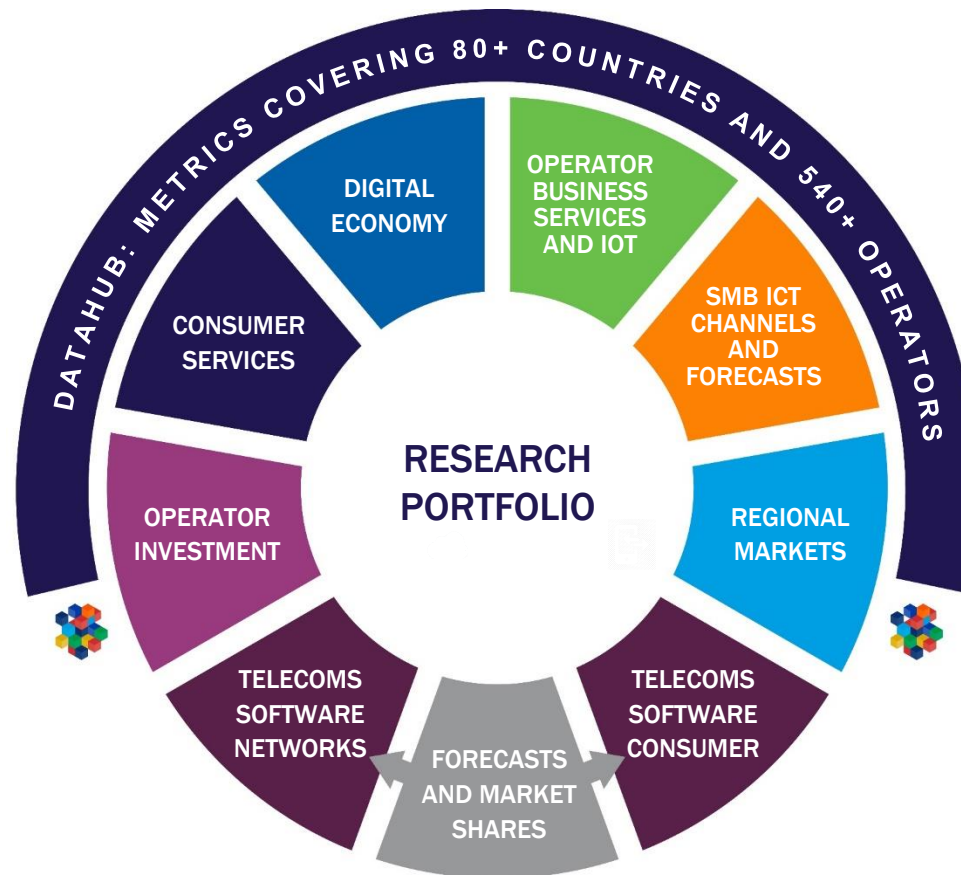 DATAHUB: METRICS COVERING 80+ COUNTRIES AND 540+ OPERATORS
DIGITAL
ECONOMY
OPERATOR
BUSINESS
SERVICES
AND IOT
CONSUMER
SERVICES
SMB ICT
CHANNELS
AND
FORECASTS
RESEARCH
PORTFOLIO
OPERATOR
INVESTMENT
REGIONAL
MARKETS
TELECOMS
SOFTWARE
NETWORKS
FORECASTS
AND MARKET
SHARES
TELECOMS
SOFTWARE
CONSUMER